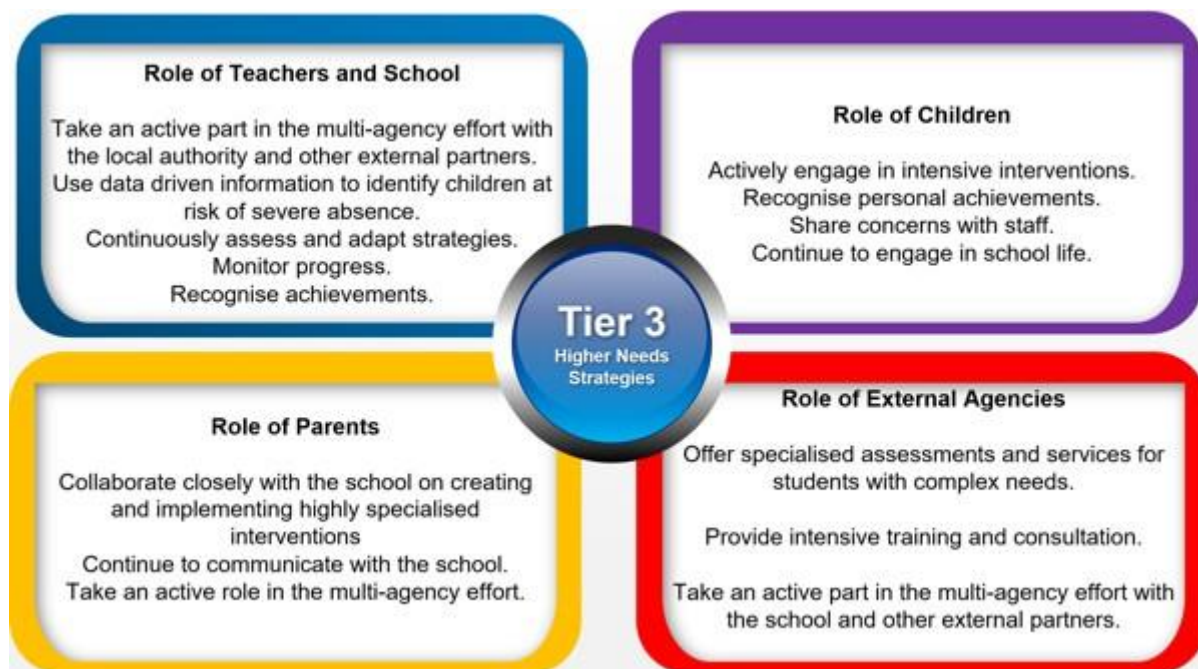 Role of Teachers and School
Take an active part in the multi-agency effort with
the local authority and other external partners.
Use data driven information to identify children at
risk of severe absence.
Continuously assess and adapt strategies.
Monitor progress.
Recognise achievements.
Role of Children
Actively engage in intensive interventions.
Recognise personal achievements.
Share concerns with staff.
Continue to engage in school life.
Tier 3
Higher Needs
Strategies
Role of Parents
Collaborate closely with the school on creating
and implementing highly specialised
interventions
Continue to communicate with the school.
Take an active role in the multi-agency effort.
Role of External Agencies
Offer specialised assessments and services for
students with complex needs.
Provide intensive training and consultation.
Take an active part in the multi-agency effort with
the school and other external partners.